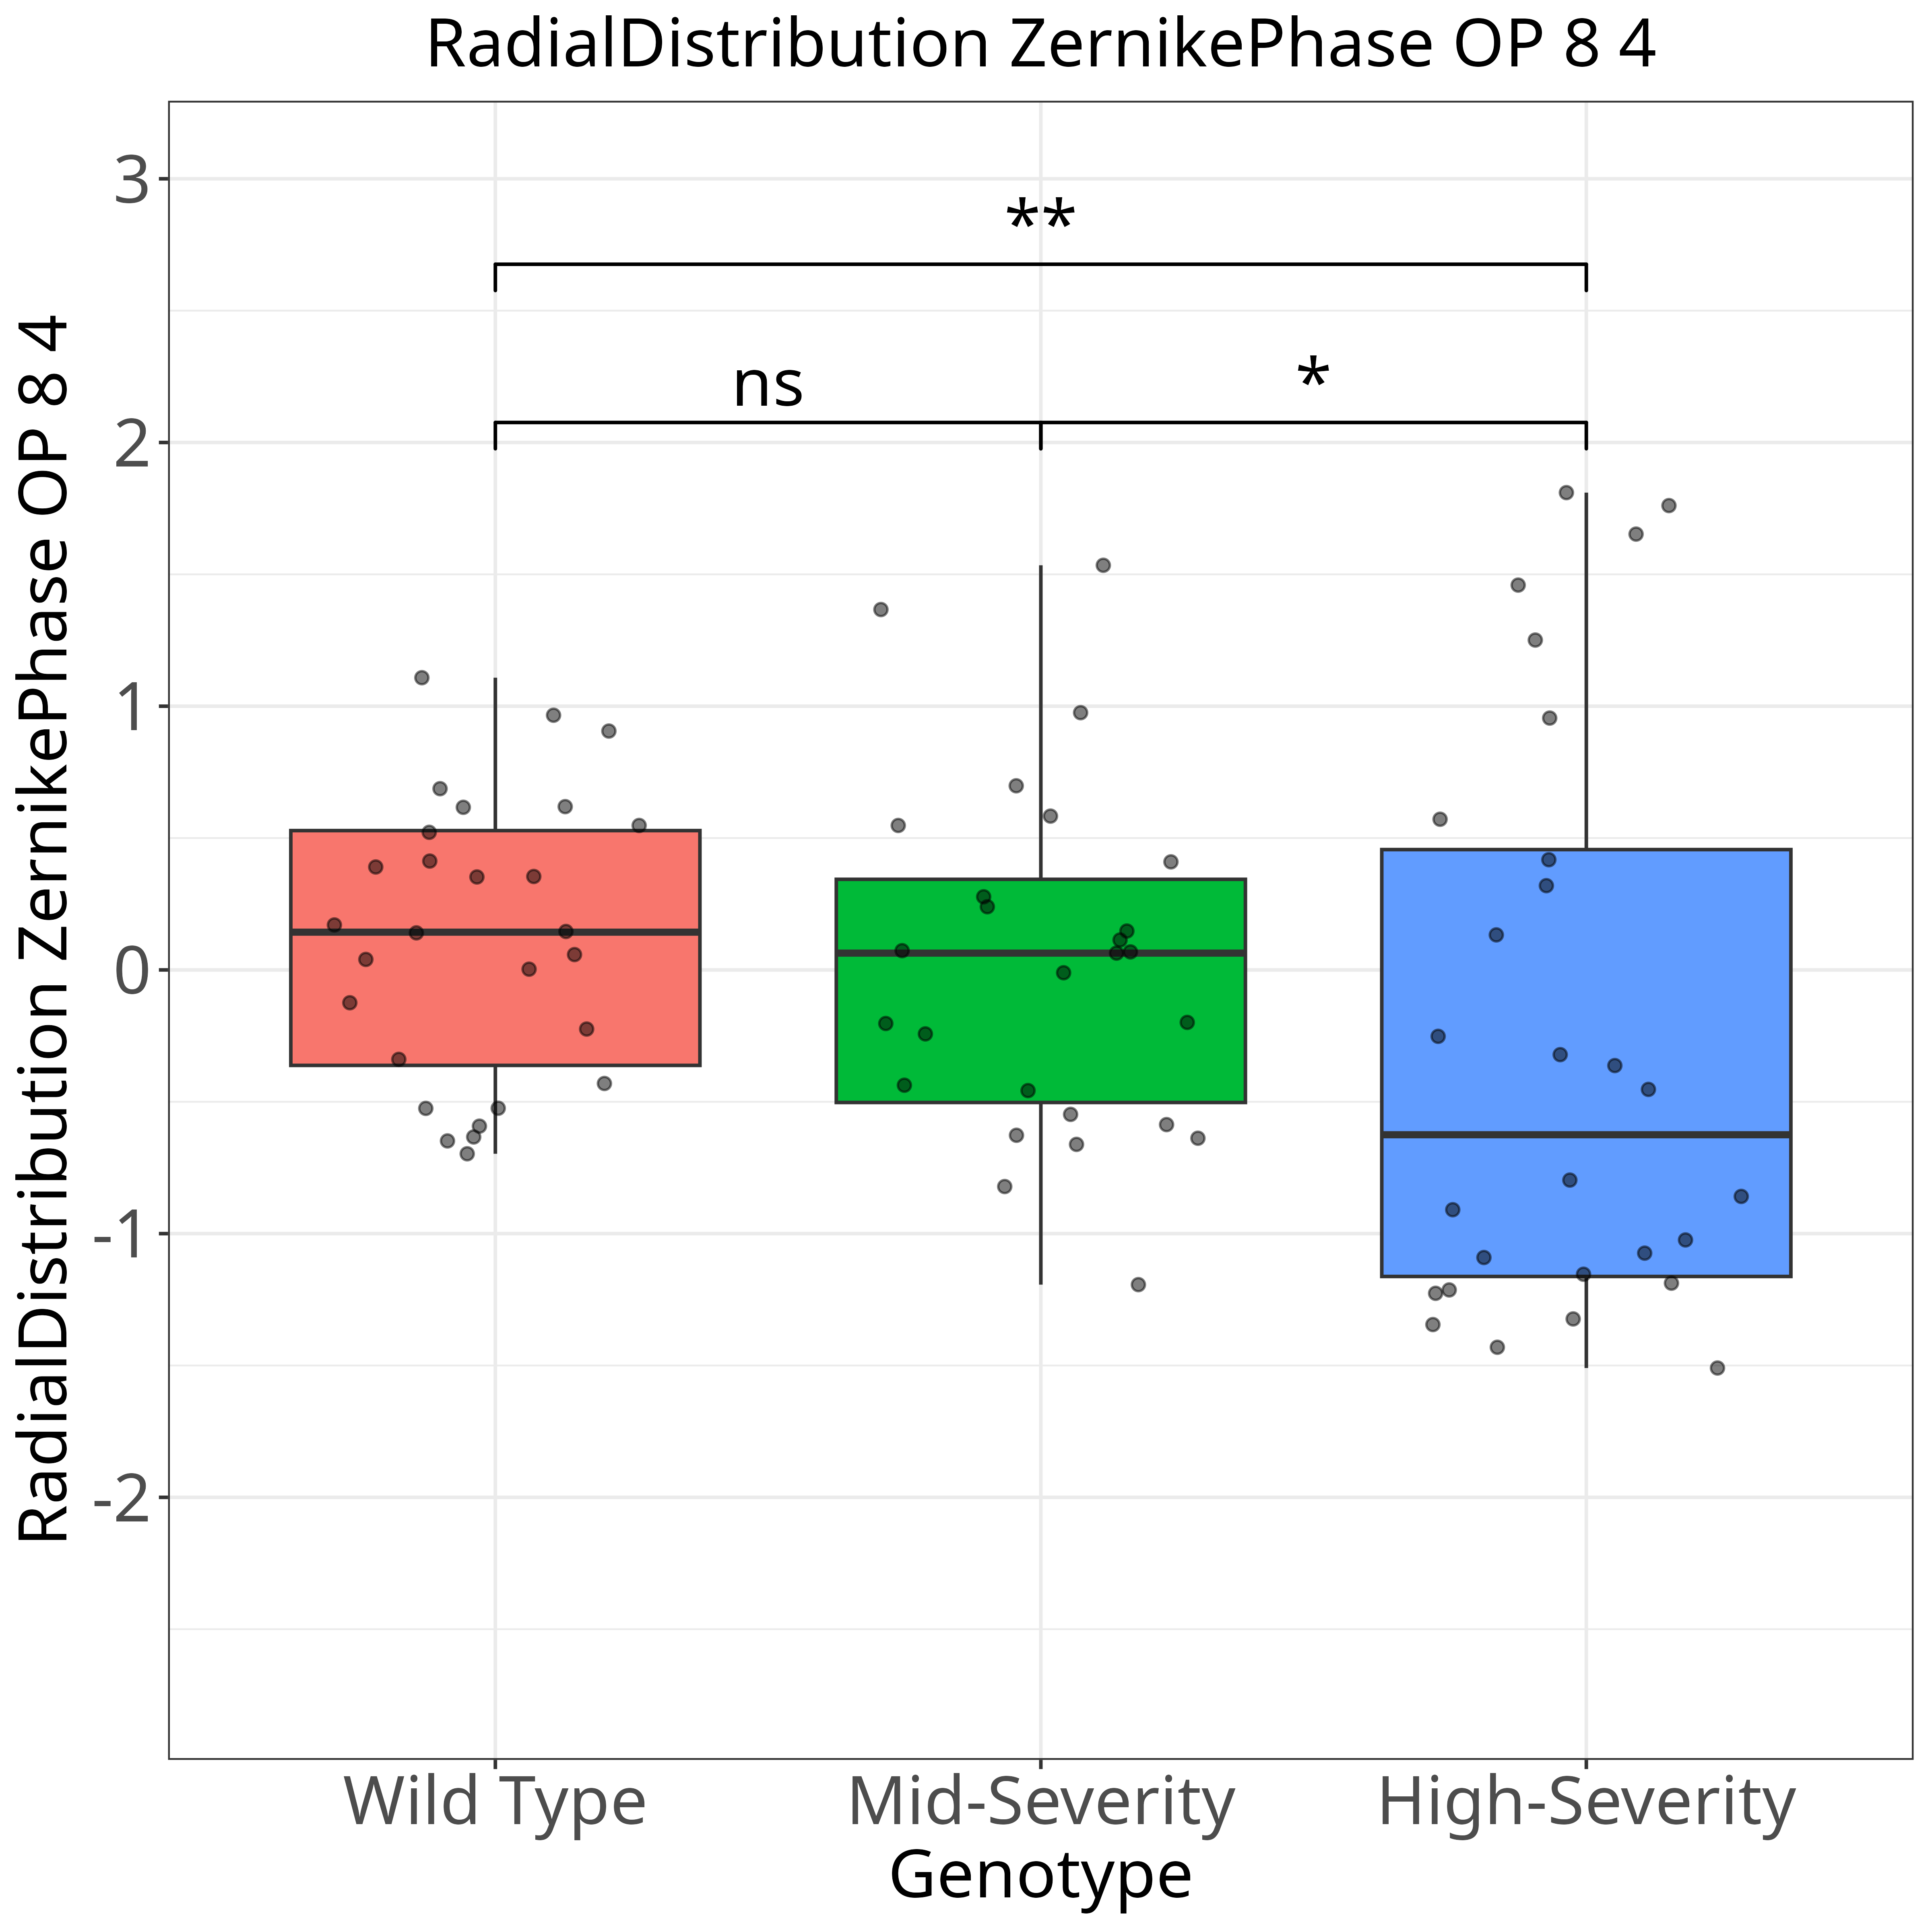 RadialDistribution ZernikePhase OP 8 4
RadialDistribution ZernikePhase OP 8 4
3
2
1
0
-1
-2
**
ns
*
Wild Type
Mid-Severity
High-Severity
Genotype